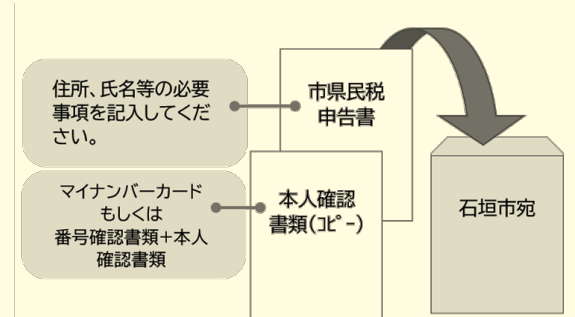 住所、氏名等の必要
事項を記入してくだ
さい。
市県民税
申告書
マイナンバーカード
もしくは
番号確認書類+本人
確認書類
本人確認
書類(ｺﾋﾟｰ)
石垣市宛